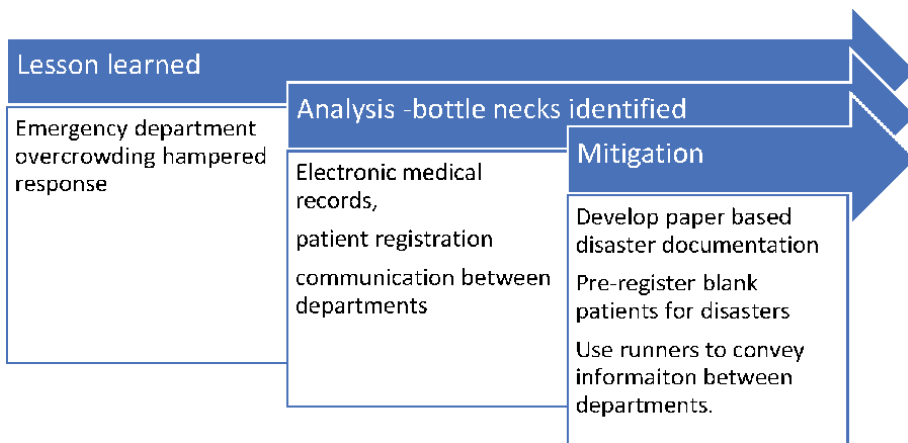 Lesson learned
Emergency department
overcrowding hampered
response
Analysis -bottle necks identified
Electronic medical
records,
patient registration
communication between
departments
Mitigation
Develop paper based
disaster documentation
Pre-register blank
patients for disasters
Use runners to convey
informaiton between
departments.